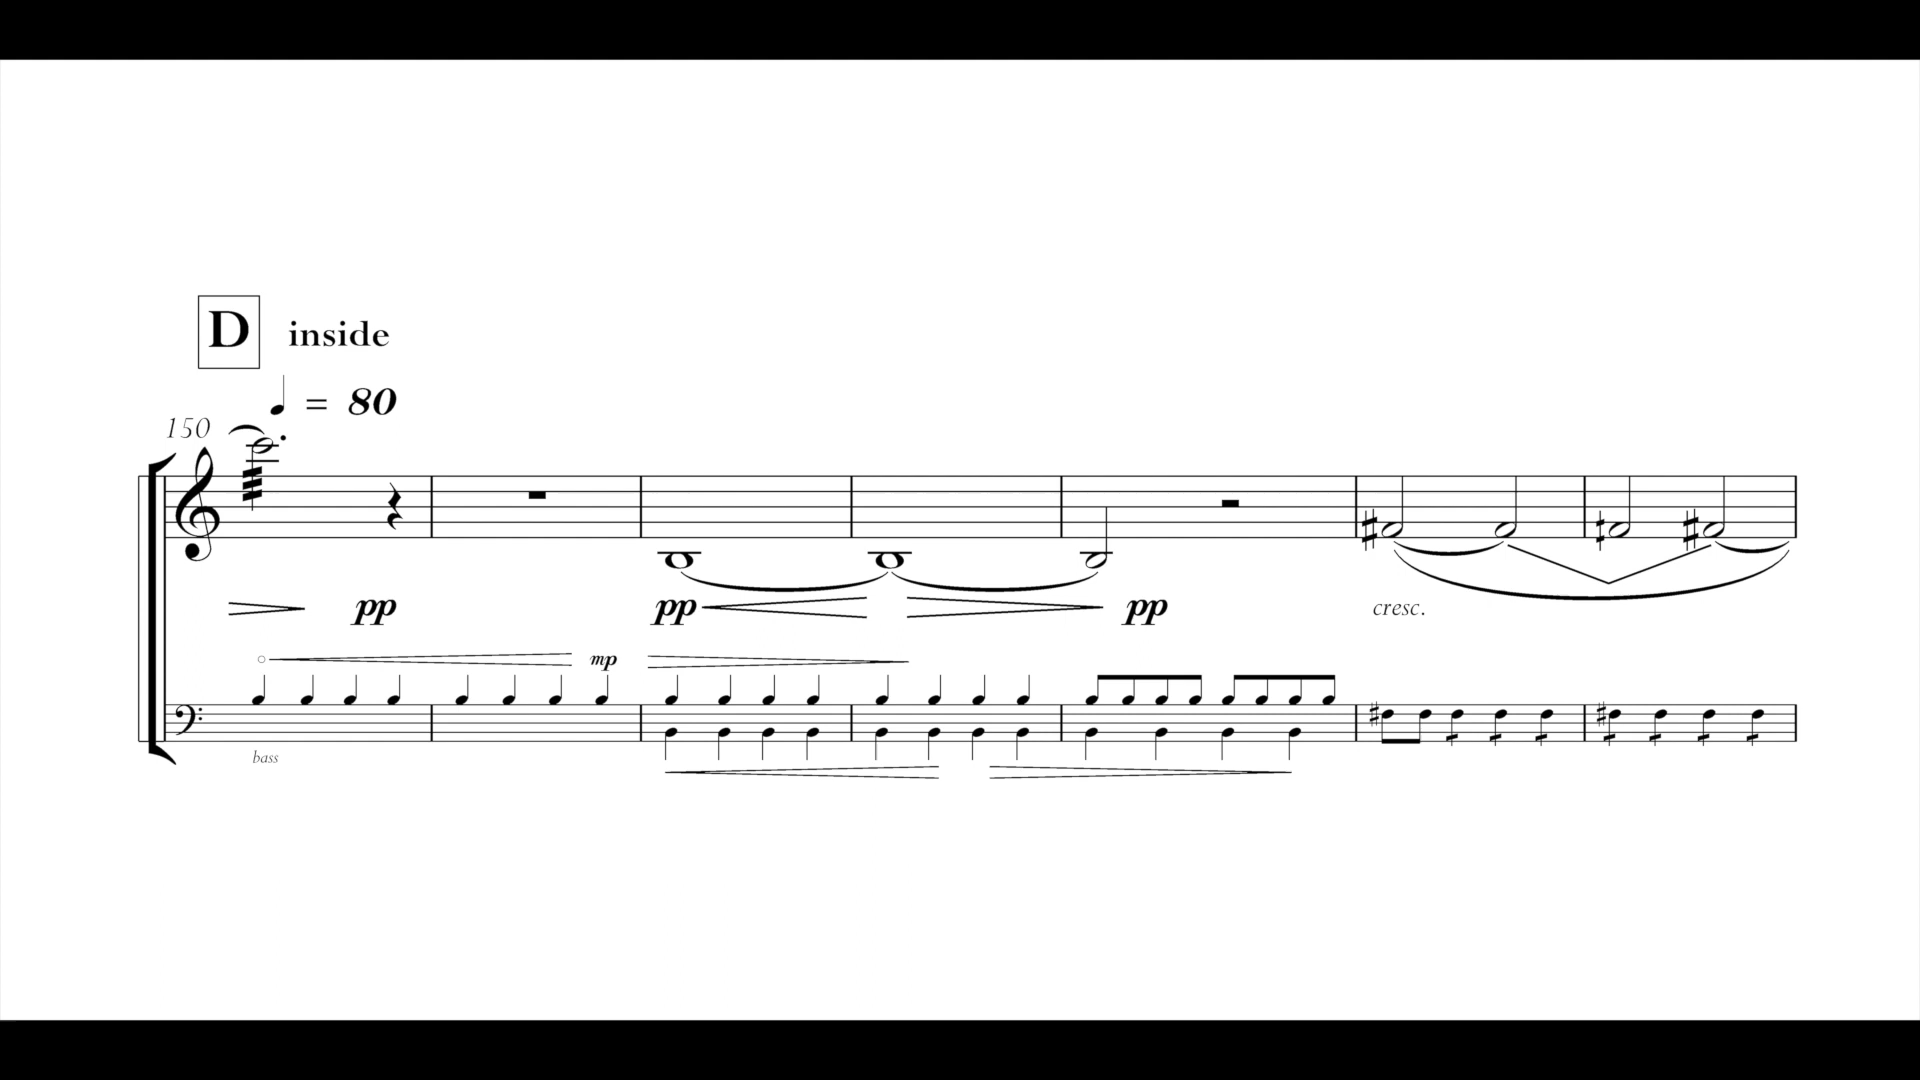 D inside
= 80
150
pp pp pp cresc.
mp
bass